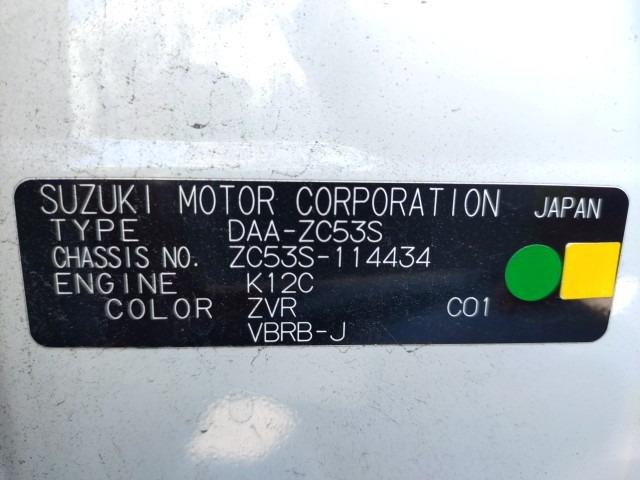 SUZUKI MOTOR CORPORATION JAPAN
TYPE DAA-ZC53S
CHASSIS NO. ZC53S-114434
ENGINE K12C
COLOR ZVR C01
VBRB-J